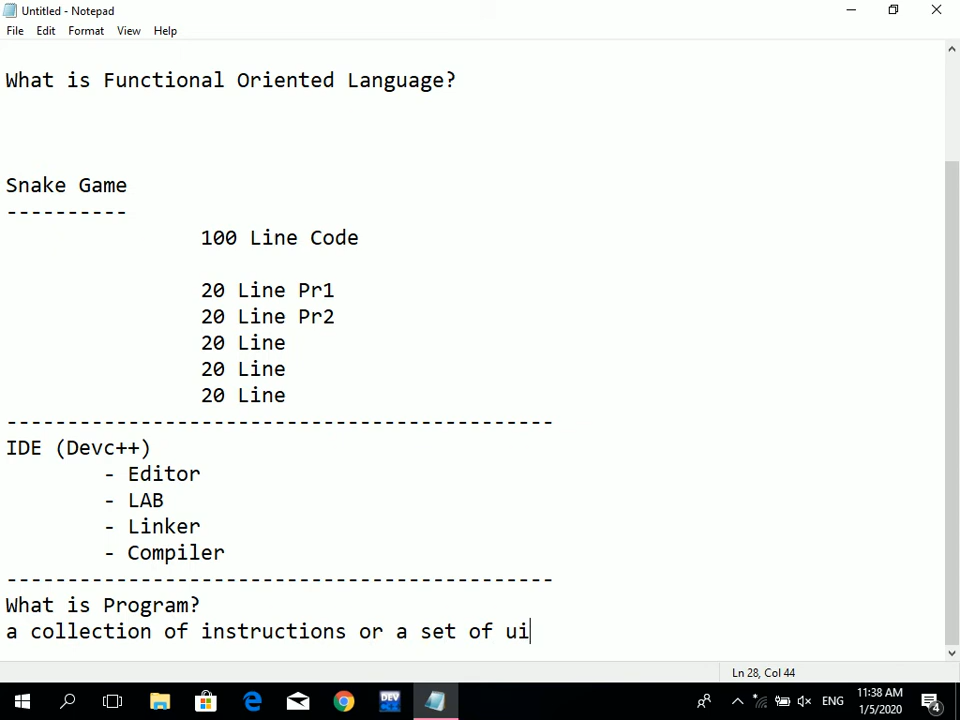 Untitled - Notepad
File Edit Format View Help
What is Functional Oriented Language?
Snake Game
----------
100 Line Code
20 Line Pr1
20 Line Pr2
20 Line
20 Line
20 Line
---------------------------------------------
IDE (Devc++)
- Editor
- LAB
- Linker
- Compiler
---------------------------------------------
What is Program?
a collection of instructions or a set of ui
Ln 28, Col 44
DEV
ENG
11:38 AM
1/5/2020
4